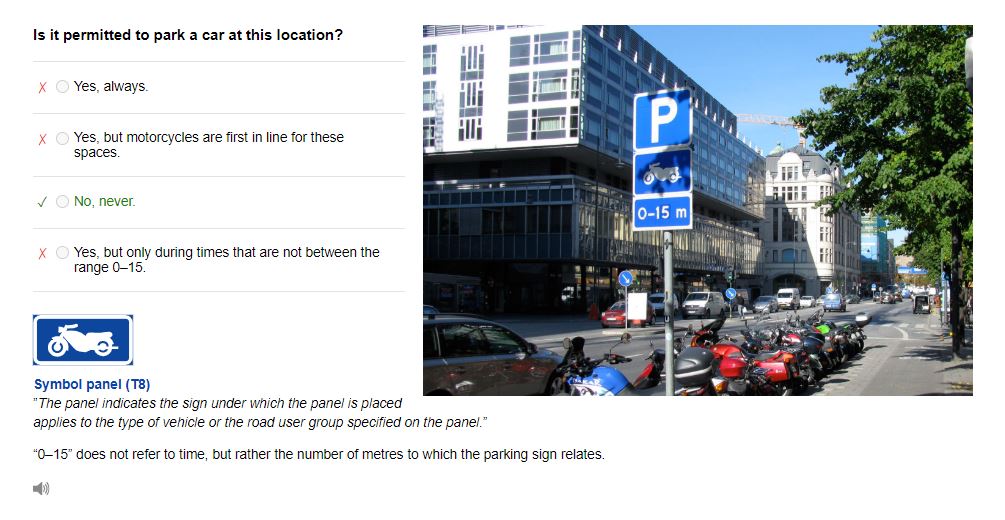 Is it permitted to park a car at this location?
✗ Yes, always.
✗ Yes, but motorcycles are first in line for these
spaces.
✓ No, never.
✗ Yes, but only during times that are not between the
range 0–15.
Symbol panel (T8)
"The panel indicates the sign under which the panel is placed
applies to the type of vehicle or the road user group specified on the panel."
“0–15” does not refer to time, but rather the number of metres to which the parking sign relates.
P
0-15 m